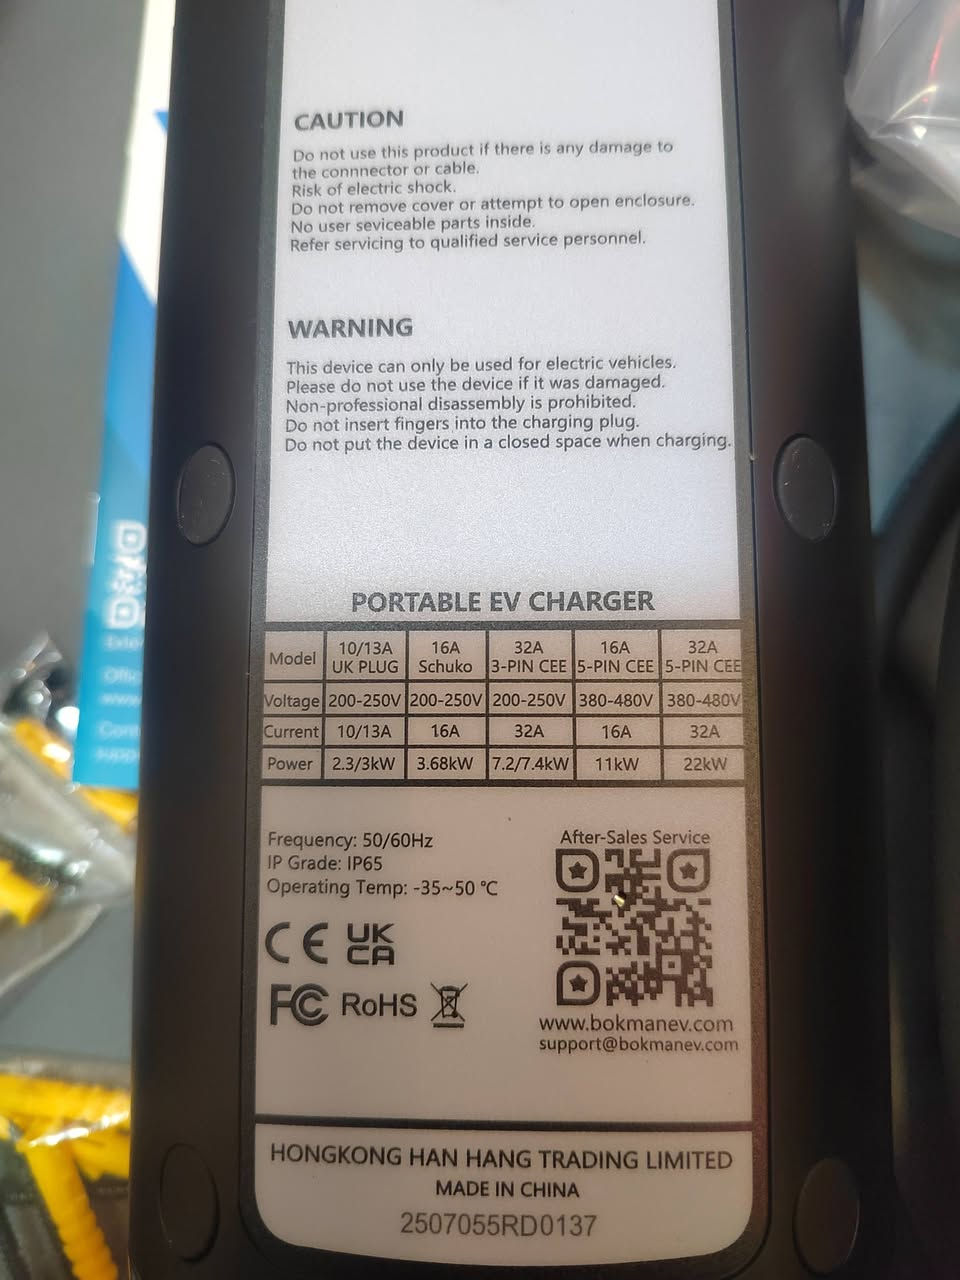 CAUTION
Do not use this product if there is any damage to
the connnector or cable.
Risk of electric shock.
Do not remove cover or attempt to open enclosure.
No user seviceable parts inside.
Refer servicing to qualified service personnel.
WARNING
This device can only be used for electric vehicles.
Please do not use the device if it was damaged.
Non-professional disassembly is prohibited.
Do not insert fingers into the charging plug.
Do not put the device in a closed space when charging.
PORTABLE EV CHARGER
Model 10/13A UK PLUG 16A Schuko 32A 3-PIN CEE 16A 5-PIN CEE 32A 5-PIN CEE
Voltage 200-250V 200-250V 200-250V 380-480V 380-480V
Current 10/13A 16A 32A 16A 32A
Power 2.3/3kW 3.68kW 7.2/7.4kW 11kW 22kW
Frequency: 50/60Hz
IP Grade: IP65
Operating Temp: -35~50 °C
CE UK CA
FC RoHS
After-Sales Service
www.bokmanev.com
support@bokmanev.com
HONGKONG HAN HANG TRADING LIMITED
MADE IN CHINA
2507055RD0137